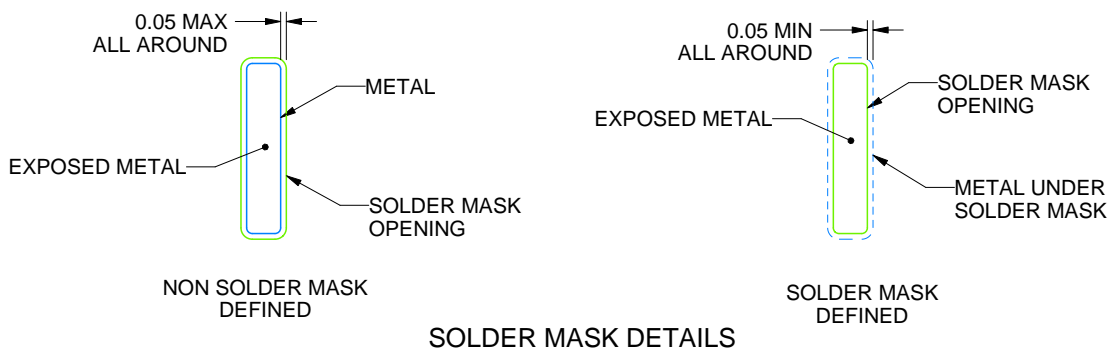 0.05 MAX
ALL AROUND
METAL
EXPOSED METAL
SOLDER MASK
OPENING
NON SOLDER MASK
DEFINED
0.05 MIN
ALL AROUND
SOLDER MASK
OPENING
EXPOSED METAL
METAL UNDER
SOLDER MASK
SOLDER MASK
DEFINED
SOLDER MASK DETAILS